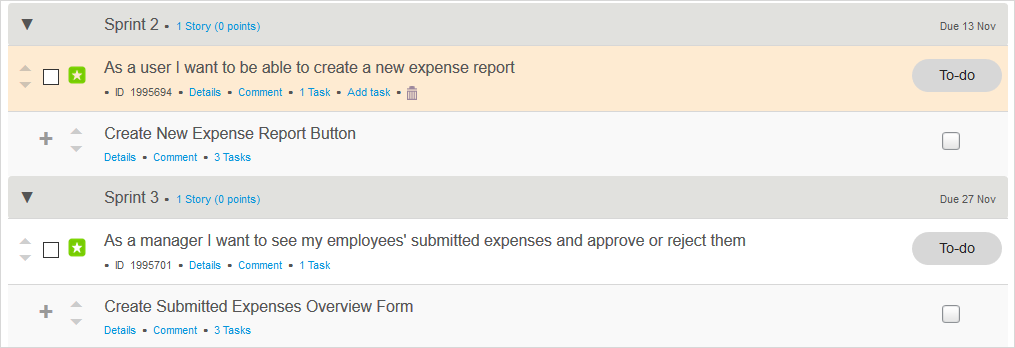 ▼ Sprint 2 • 1 Story (0 points) Due 13 Nov
As a user I want to be able to create a new expense report To-do
• ID 1995694 • Details • Comment • 1 Task • Add task •
Create New Expense Report Button
Details • Comment • 3 Tasks
▼ Sprint 3 • 1 Story (0 points) Due 27 Nov
As a manager I want to see my employees' submitted expenses and approve or reject them To-do
• ID 1995701 • Details • Comment • 1 Task
Create Submitted Expenses Overview Form
Details • Comment • 3 Tasks